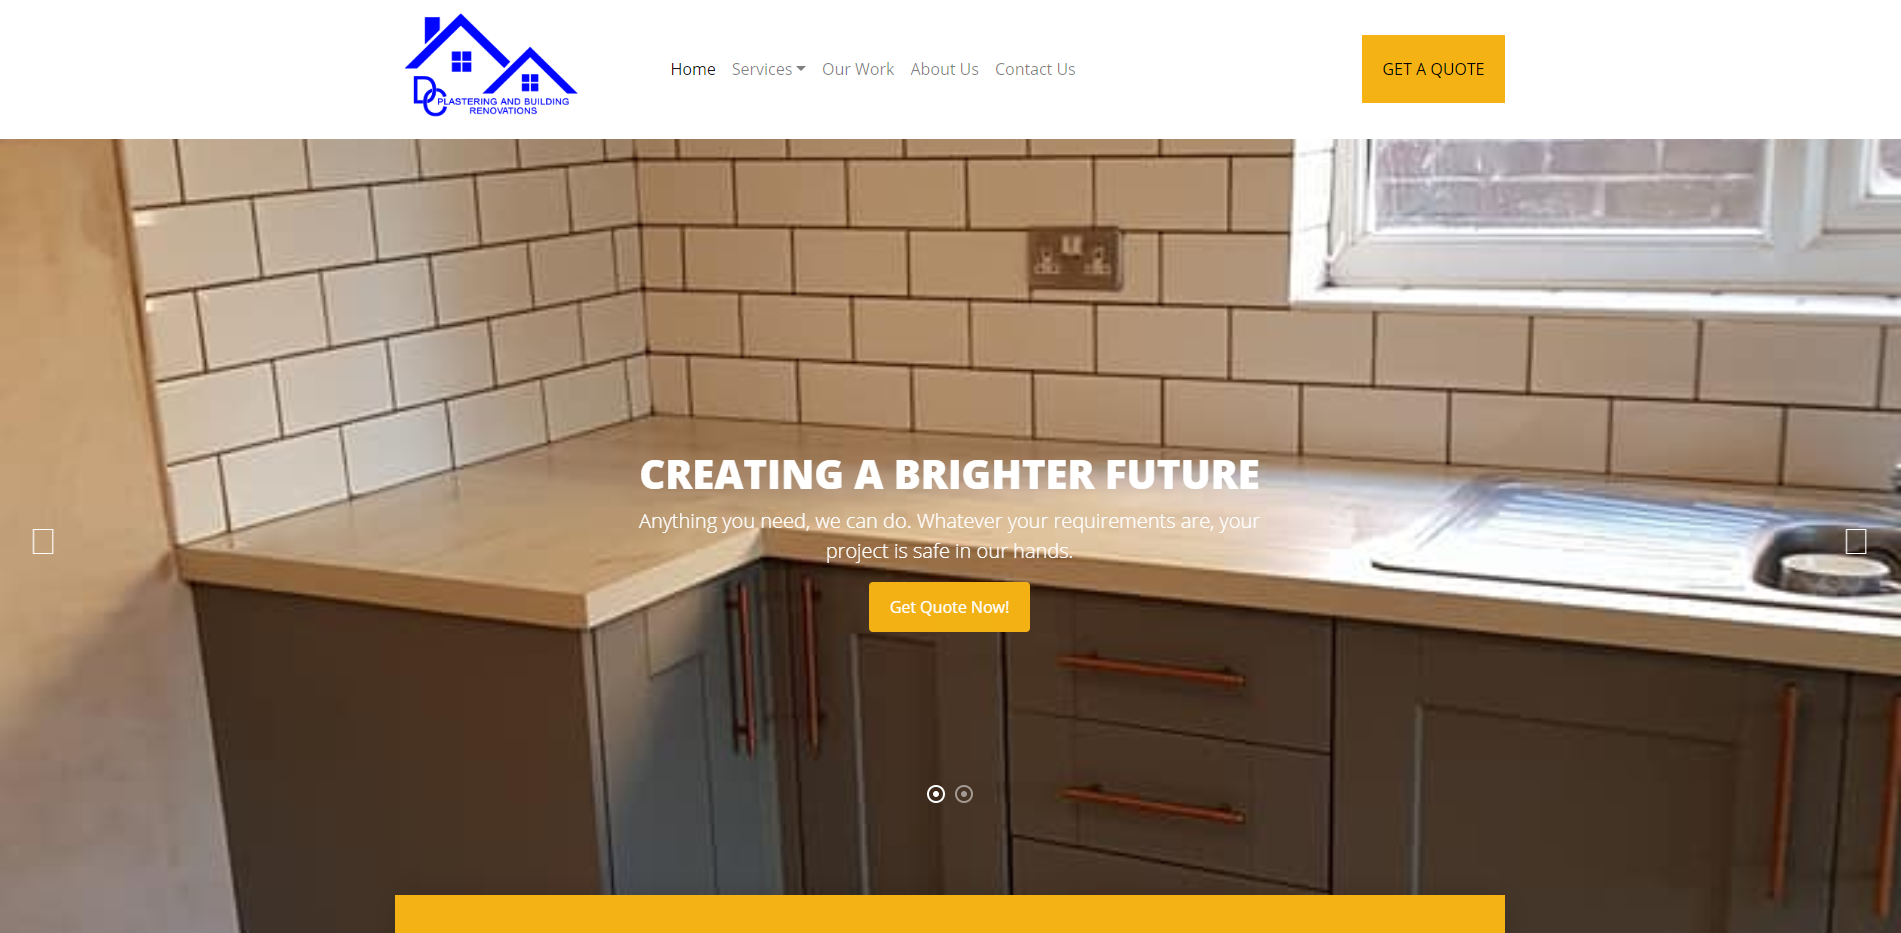 DC
PLASTERING AND BUILDING
RENOVATIONS
Home
Services
Our Work
About Us
Contact Us
GET A QUOTE
CREATING A BRIGHTER FUTURE
Anything you need, we can do. Whatever your requirements are, your
project is safe in our hands.
Get Quote Now!